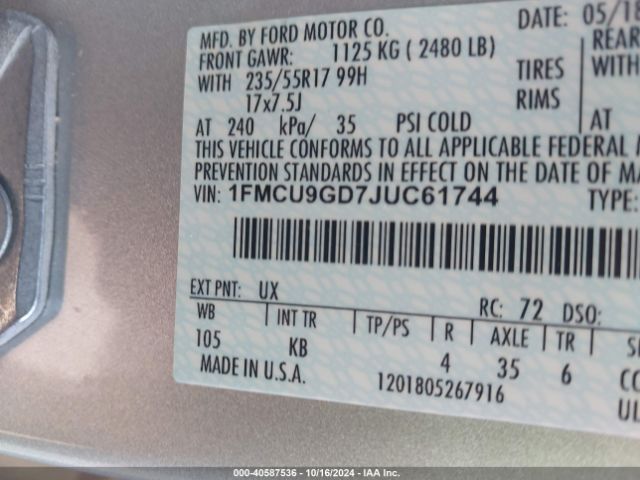 MFD. BY FORD MOTOR CO. DATE: 05/18
FRONT GAWR: 1125 KG ( 2480 LB) REAR
WITH 235/55R17 99H TIRES WITH
17x7.5J RIMS
AT 240 kPa/ 35 PSI COLD AT
THIS VEHICLE CONFORMS TO ALL APPLICABLE FEDERAL
PREVENTION STANDARDS IN EFFECT ON THE DATE OF
VIN: 1FMCU9GD7JUC61744 TYPE:
EXT PNT: UX RC: 72 DSO:
WB INT TR TP/PS R AXLE TR
105 KB 4 35 6
MADE IN U.S.A. 1201805267916
000-40587536 - 10/16/2024 - IAA Inc.